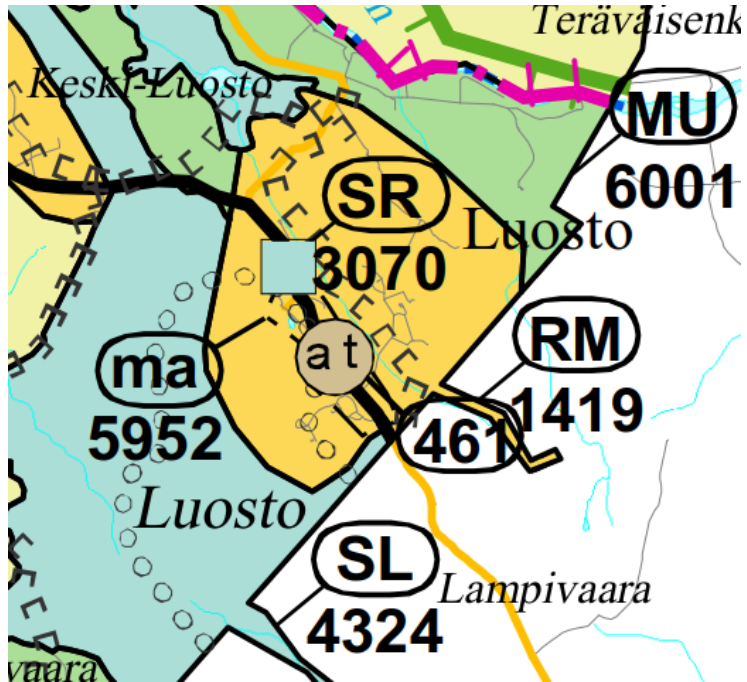 Teräväisenk
Keski-Luosto
MU
6001
SR
3070
Luosto
a t
RM
1419
ma
5952
461
Luosto
SL
4324
Lampivaara
vaara